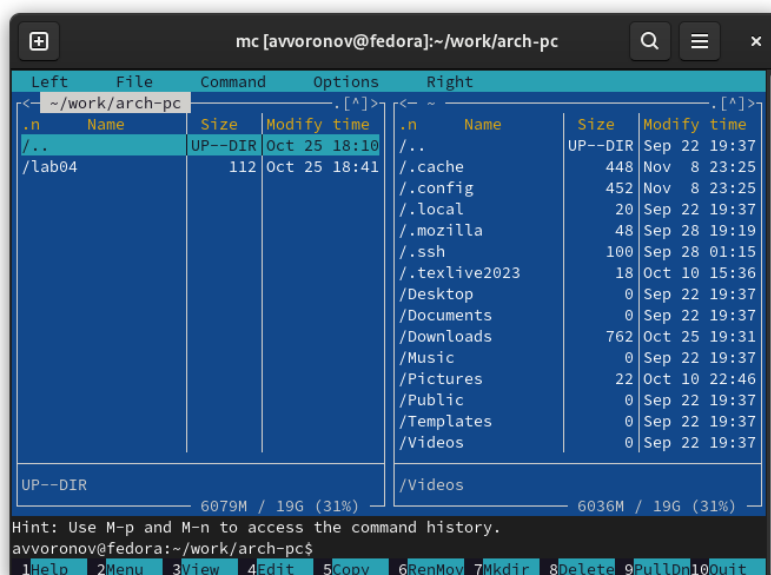 mc [avvoronov@fedora]:~/work/arch-pc
Left File Command Options Right
<─ ~/work/arch-pc ─.[^]>
.n Name Size Modify time
/.. UP--DIR Oct 25 18:10
/lab04 112 Oct 25 18:41
UP--DIR
6079M / 19G (31%)
<─ ~ ─.[^]>
.n Name Size Modify time
/.. UP--DIR Sep 22 19:37
/.cache 448 Nov 8 23:25
/.config 452 Nov 8 23:25
/.local 20 Sep 22 19:37
/.mozilla 48 Sep 28 19:19
/.ssh 100 Sep 28 01:15
/.texlive2023 18 Oct 10 15:36
/Desktop 0 Sep 22 19:37
/Documents 0 Sep 22 19:37
/Downloads 762 Oct 25 19:31
/Music 0 Sep 22 19:37
/Pictures 22 Oct 10 22:46
/Public 0 Sep 22 19:37
/Templates 0 Sep 22 19:37
/Videos 0 Sep 22 19:37
/Videos
6036M / 19G (31%)
Hint: Use M-p and M-n to access the command history.
avvoronov@fedora:~/work/arch-pc$
1Help 2Menu 3View 4Edit 5Copy 6RenMov 7Mkdir 8Delete 9PullDn 10Quit